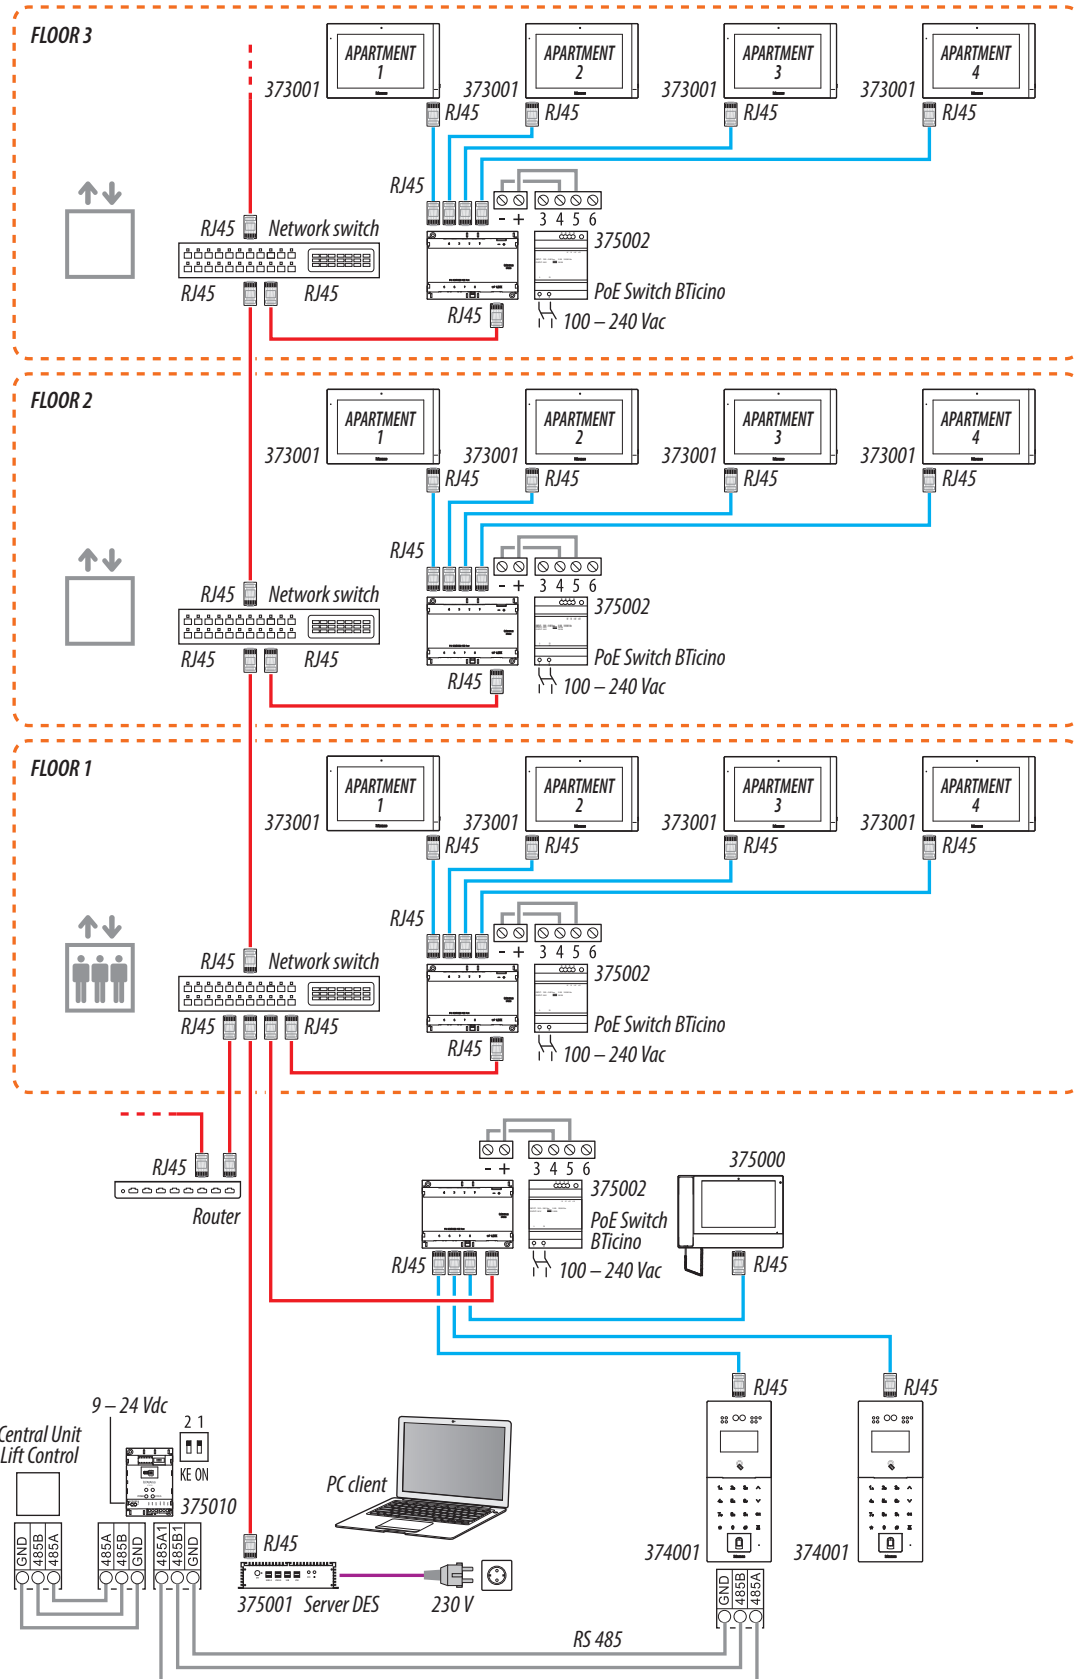 FLOOR 3
APARTMENT
1
APARTMENT
2
APARTMENT
3
APARTMENT
4
373001
373001
373001
373001
RJ45
RJ45
RJ45
RJ45
RJ45
- +
3 4 5 6
RJ45
Network switch
375002
RJ45
RJ45
PoE Switch BTicino
RJ45
100 – 240 Vac
FLOOR 2
APARTMENT
1
APARTMENT
2
APARTMENT
3
APARTMENT
4
373001
373001
373001
373001
RJ45
RJ45
RJ45
RJ45
RJ45
- +
3 4 5 6
RJ45
Network switch
375002
RJ45
RJ45
PoE Switch BTicino
RJ45
100 – 240 Vac
FLOOR 1
APARTMENT
1
APARTMENT
2
APARTMENT
3
APARTMENT
4
373001
373001
373001
373001
RJ45
RJ45
RJ45
RJ45
RJ45
- +
3 4 5 6
RJ45
Network switch
375002
RJ45
RJ45
PoE Switch BTicino
RJ45
100 – 240 Vac
RJ45
Router
- +
3 4 5 6
375002
PoE Switch
BTicino
RJ45
100 – 240 Vac
375000
RJ45
RJ45
RJ45
9 – 24 Vdc
2 1
KE ON
Central Unit
Lift Control
375010
PC client
GND
485B
485A
485A
485B
GND
485A1
485B1
GND
RJ45
375001 Server DES
230 V
374001
374001
GND
485B
485A
RS 485